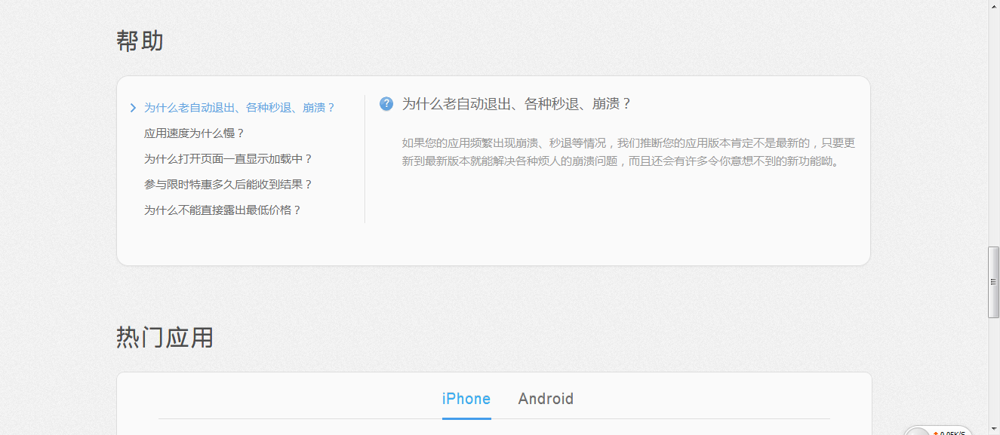 帮助
为什么老自动退出、各种秒退、崩溃？
应用速度为什么慢？
为什么打开页面一直显示加载中？
参与限时特惠多久后能收到结果？
为什么不能直接露出最低价格？
? 为什么老自动退出、各种秒退、崩溃？
如果您的应用频繁出现崩溃、秒退等情况，我们推断您的应用版本肯定不是最新的，只要更
新到最新版本就能解决各种烦人的崩溃问题，而且还会有许多令你意想不到的新功能呦。
热门应用
iPhone Android